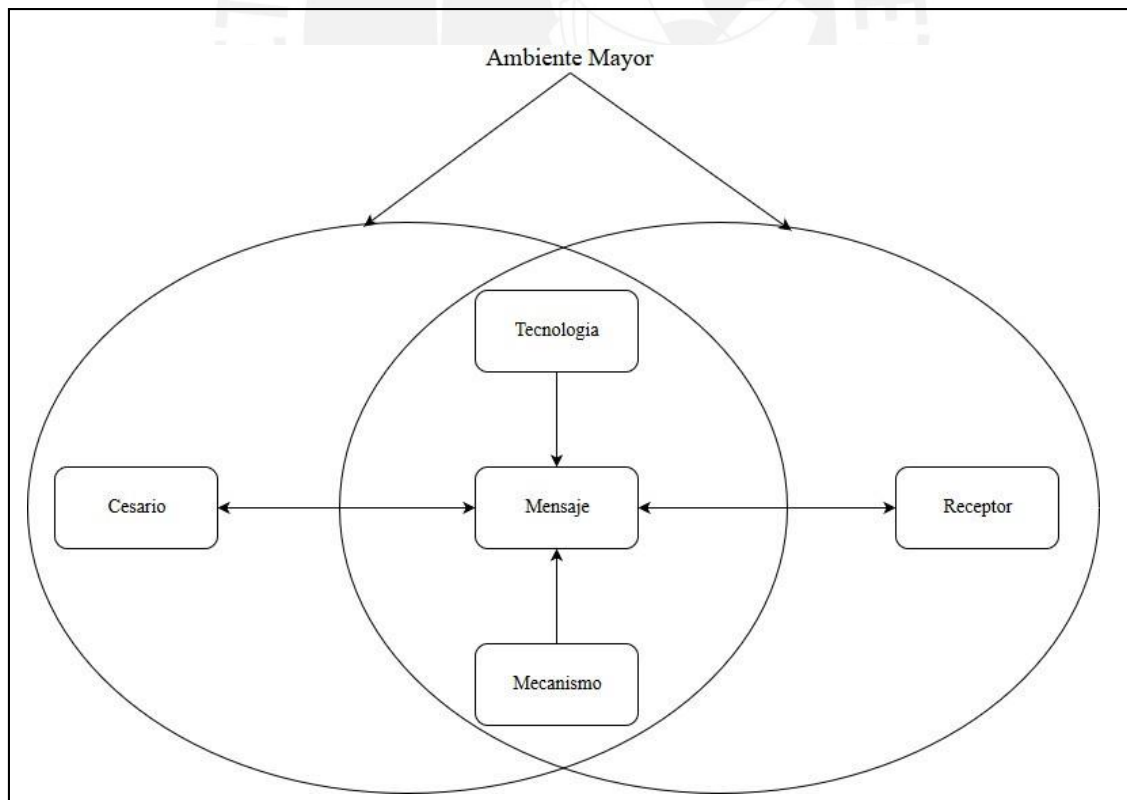 Ambiente Mayor
Tecnologia
Cesario
Mensaje
Receptor
Mecanismo